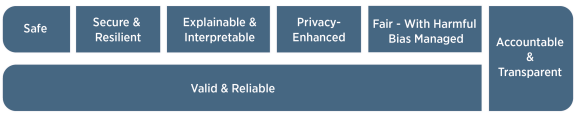 Safe
Secure &
Resilient
Explainable &
Interpretable
Privacy-
Enhanced
Fair - With Harmful
Bias Managed
Accountable
&
Transparent
Valid & Reliable